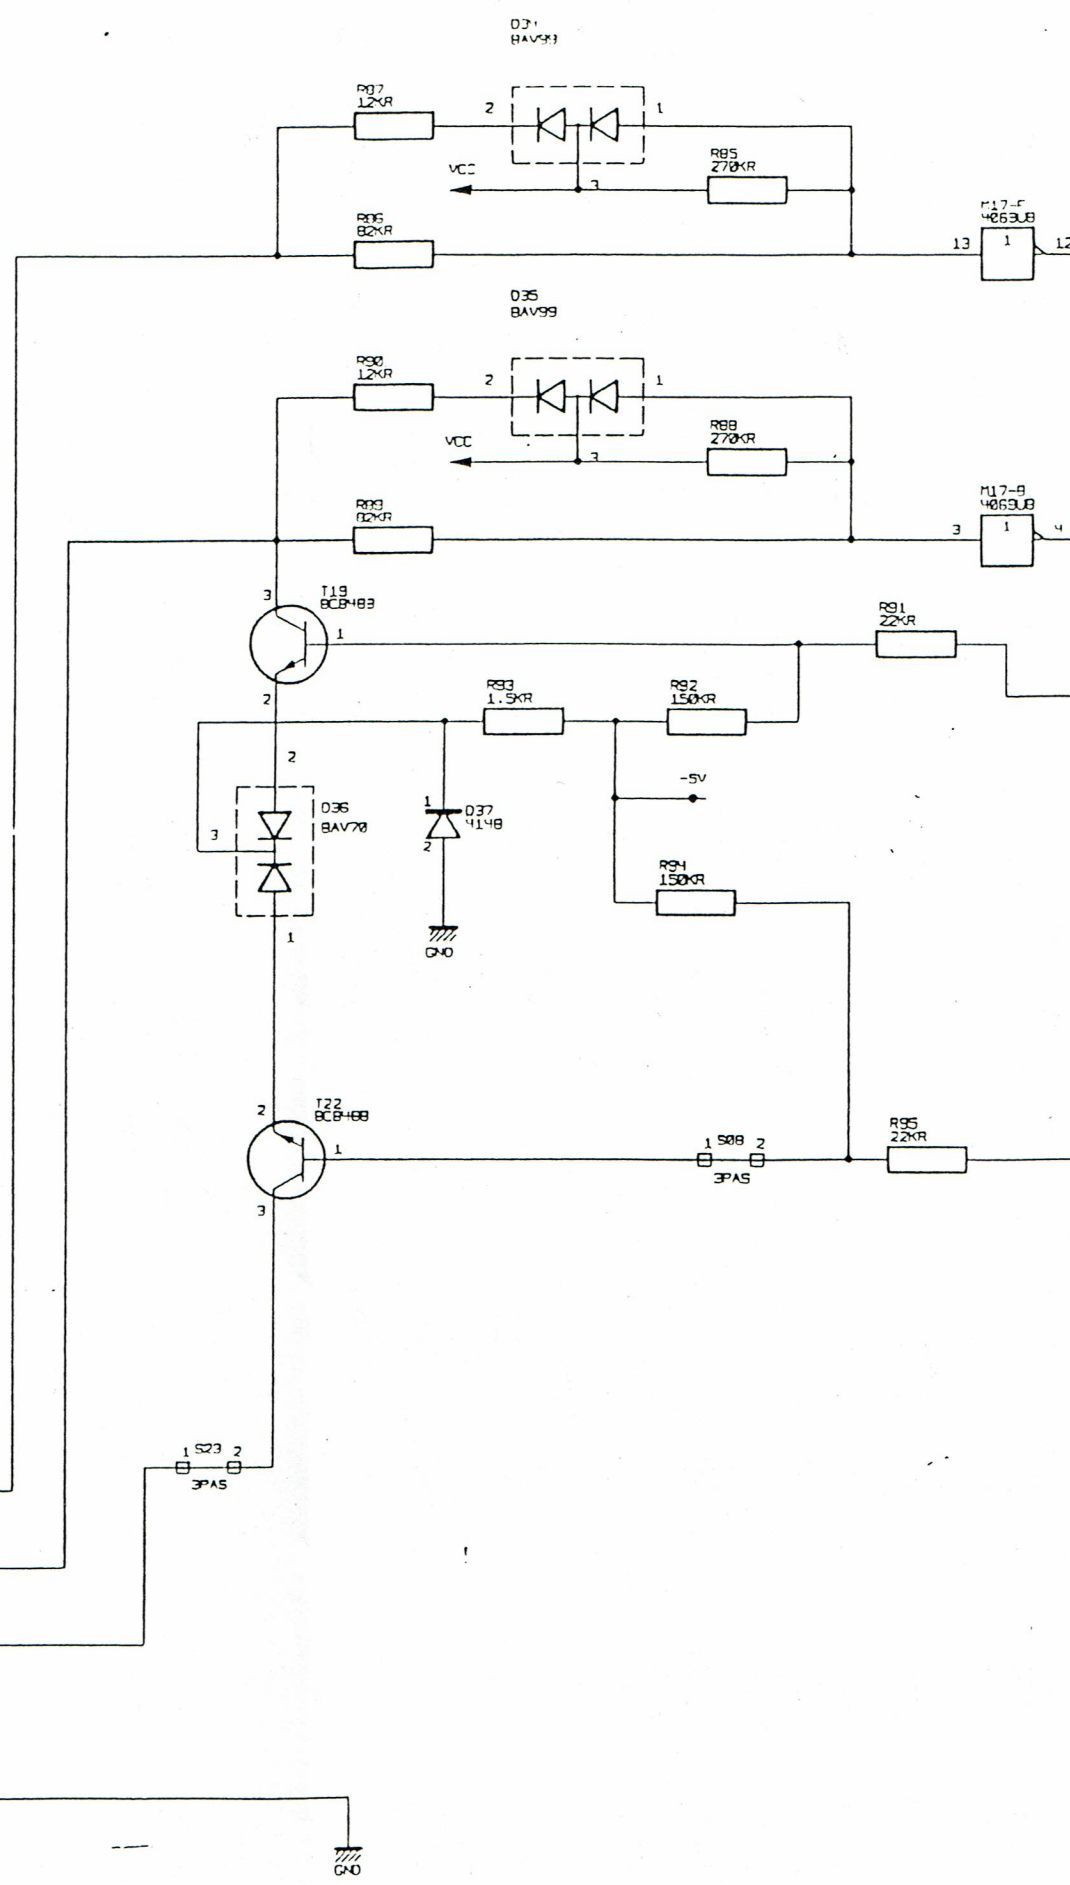 D34
BAV99
R87
12KR
2
1
VCC
3
R85
270KR
R86
82KR
M17-F
4069UB
13
1
12
D35
BAV99
R90
12KR
2
1
VCC
3
R88
270KR
R89
82KR
M17-B
4069UB
3
1
4
3
T19
BC848B
1
2
R91
22KR
R93
1.5KR
R92
150KR
2
-5V
D36
BAV70
3
1
D37
4148
2
R94
150KR
1
GND
2
T22
BC848B
1
3
1 S08 2
3PAS
R95
22KR
1 S23 2
3PAS
GND